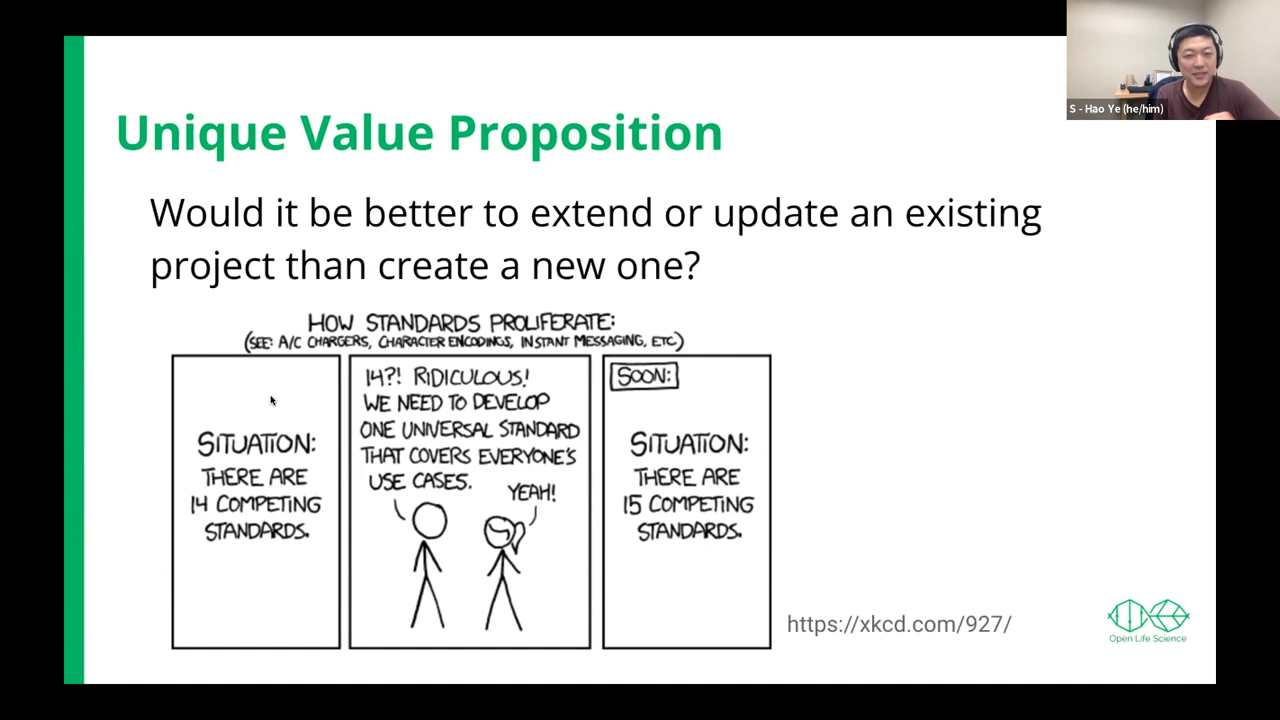 S - Hao Ye (he/him)
Unique Value Proposition
Would it be better to extend or update an existing
project than create a new one?
HOW STANDARDS PROLIFERATE:
(SEE: A/C CHARGERS, CHARACTER ENCODINGS, INSTANT MESSAGING, ETC.)
SITUATION:
THERE ARE
14 COMPETING
STANDARDS.
14?! RIDICULOUS!
WE NEED TO DEVELOP
ONE UNIVERSAL STANDARD
THAT COVERS EVERYONE'S
USE CASES.
YEAH!
SOON:
SITUATION:
THERE ARE
15 COMPETING
STANDARDS.
https://xkcd.com/927/
Open Life Science